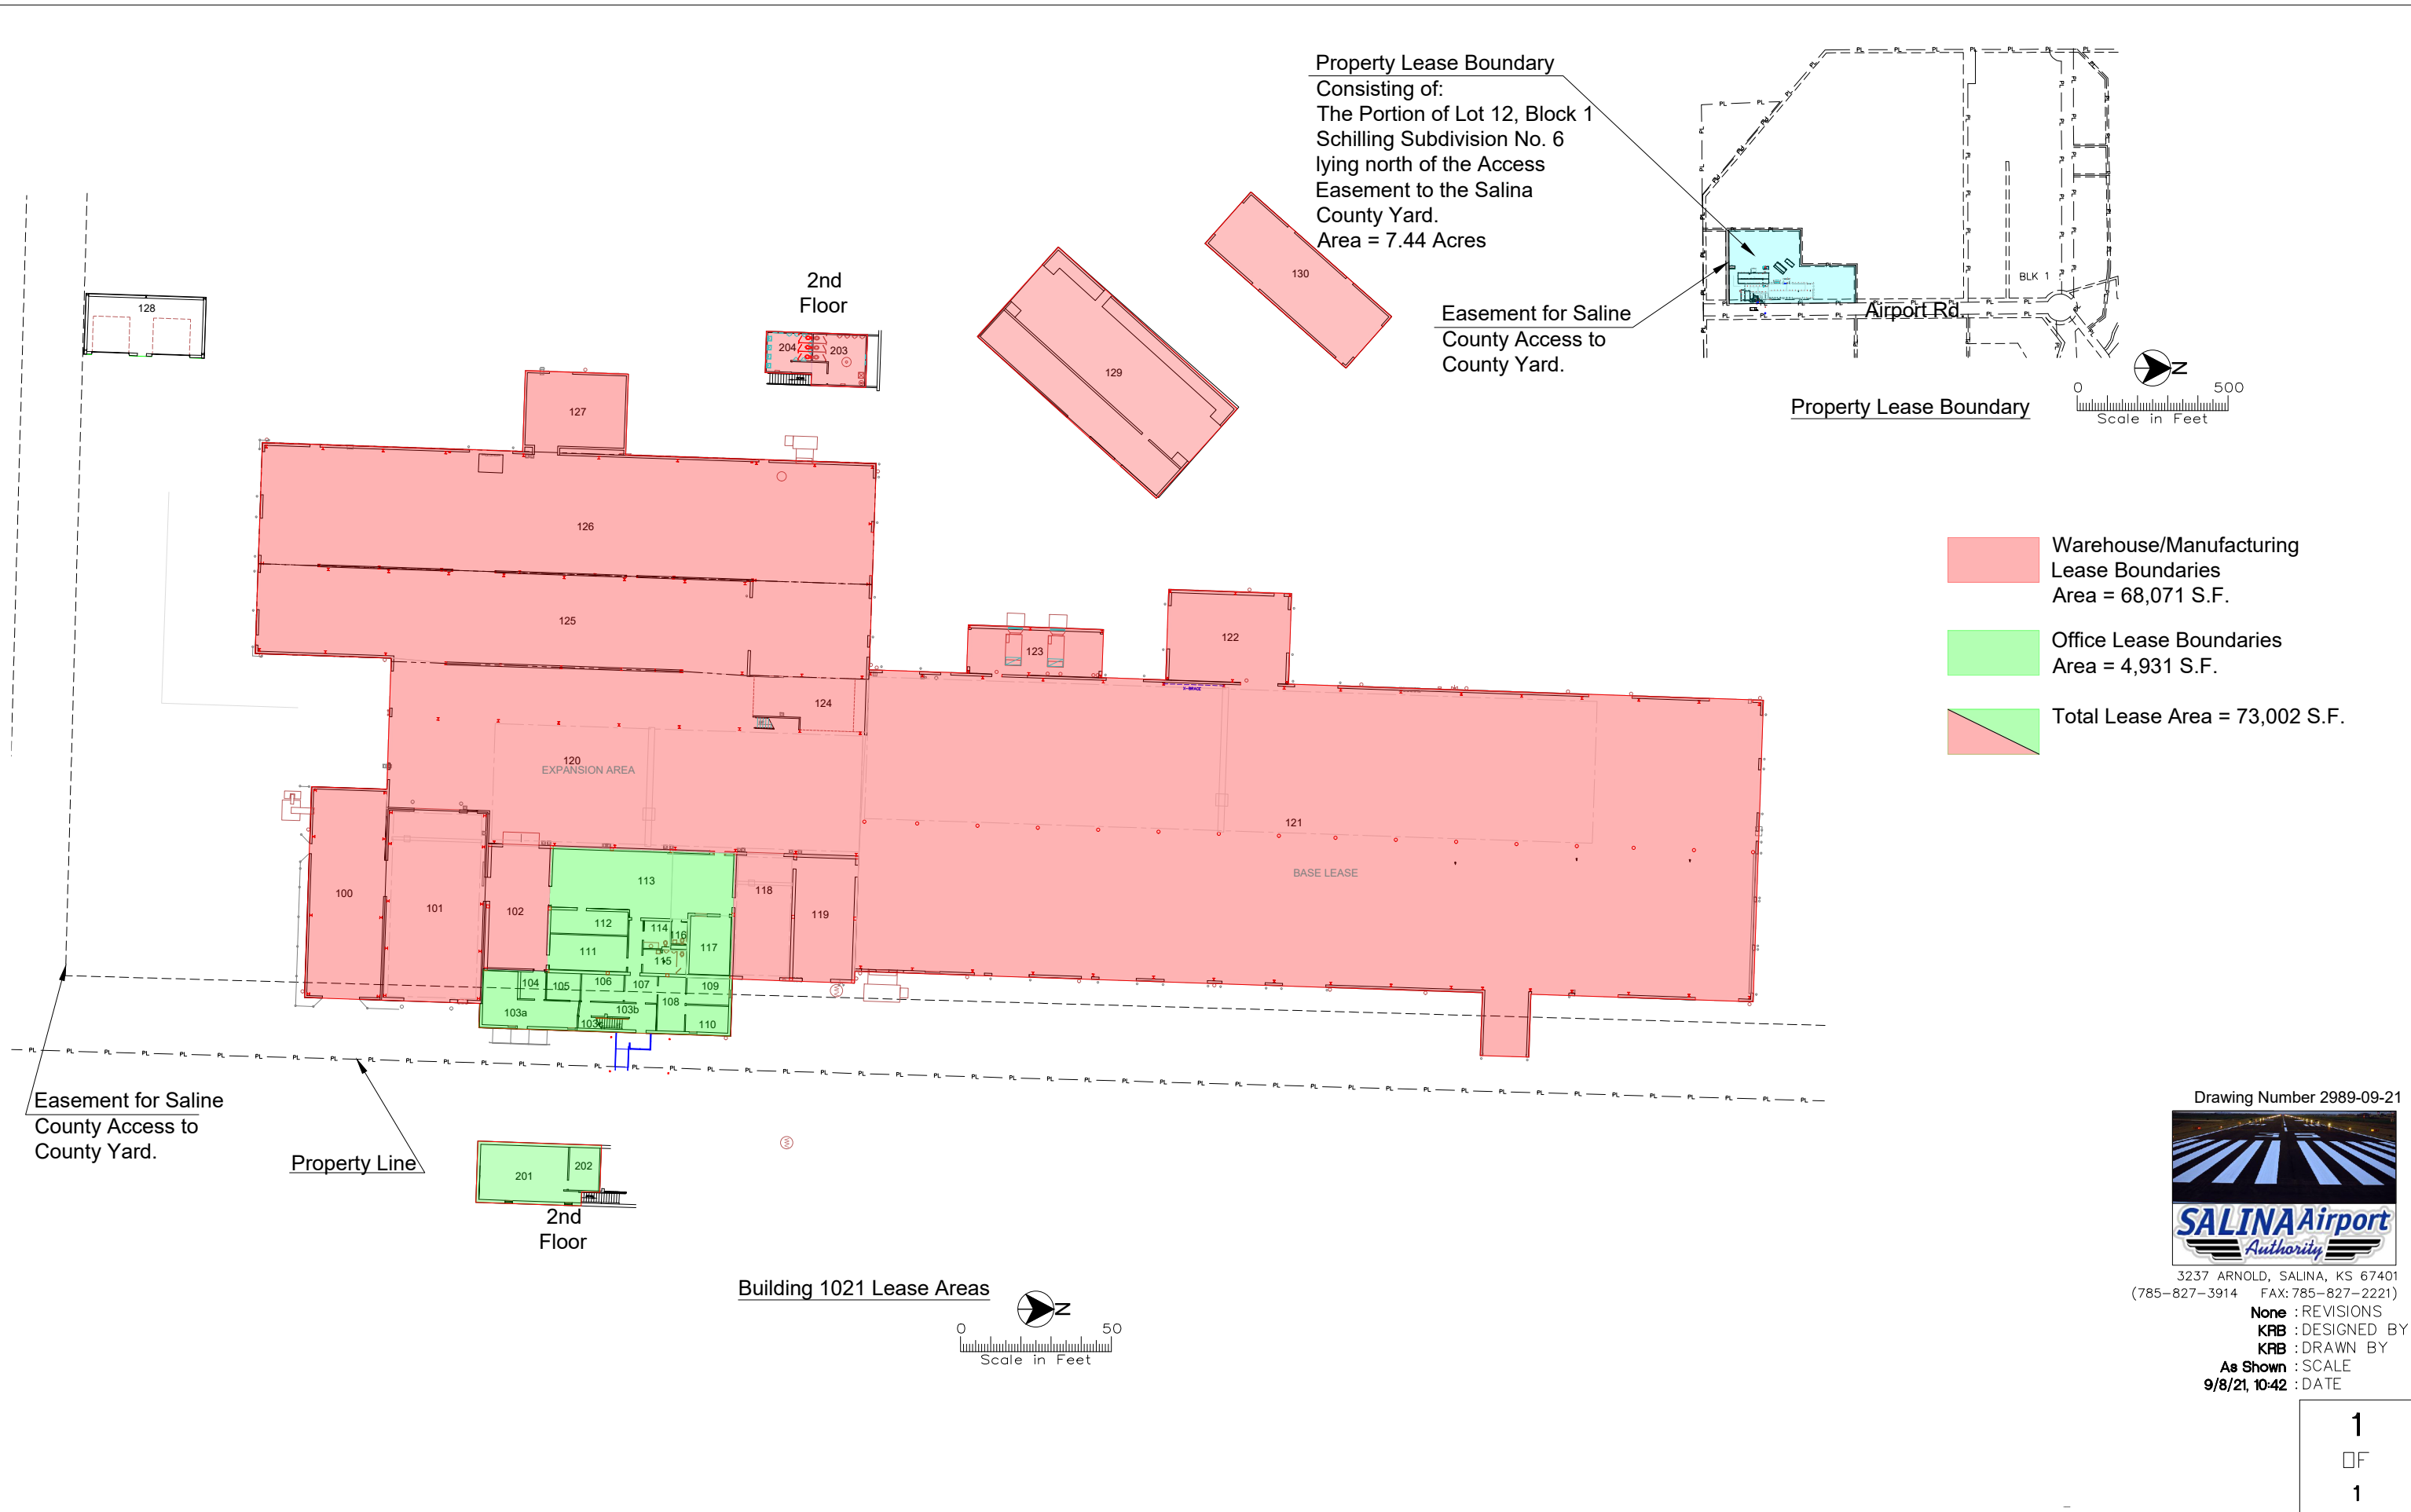 Property Lease Boundary
Consisting of:
The Portion of Lot 12, Block 1
Schilling Subdivision No. 6
lying north of the Access
Easement to the Salina
County Yard.
Area = 7.44 Acres
Easement for Saline
County Access to
County Yard.
BLK 1
Airport Rd.
N
0 500
Scale in Feet
Property Lease Boundary
Warehouse/Manufacturing
Lease Boundaries
Area = 68,071 S.F.
Office Lease Boundaries
Area = 4,931 S.F.
Total Lease Area = 73,002 S.F.
2nd
Floor
204
203
128
130
129
127
126
125
124
123
122
120
EXPANSION AREA
121
BASE LEASE
100
101
102
113
118
119
112
114
116
117
111
115
104
105
106
107
109
108
103a
103b
110
PL PL PL PL PL PL
Easement for Saline
County Access to
County Yard.
Property Line
201
202
2nd
Floor
Building 1021 Lease Areas
N
0 50
Scale in Feet
Drawing Number 2989-09-21
SALINA Airport
Authority
3237 ARNOLD, SALINA, KS 67401
(785-827-3914 FAX: 785-827-2221)
None : REVISIONS
KRB : DESIGNED BY
KRB : DRAWN BY
As Shown : SCALE
9/8/21, 10:42 : DATE
1
OF
1